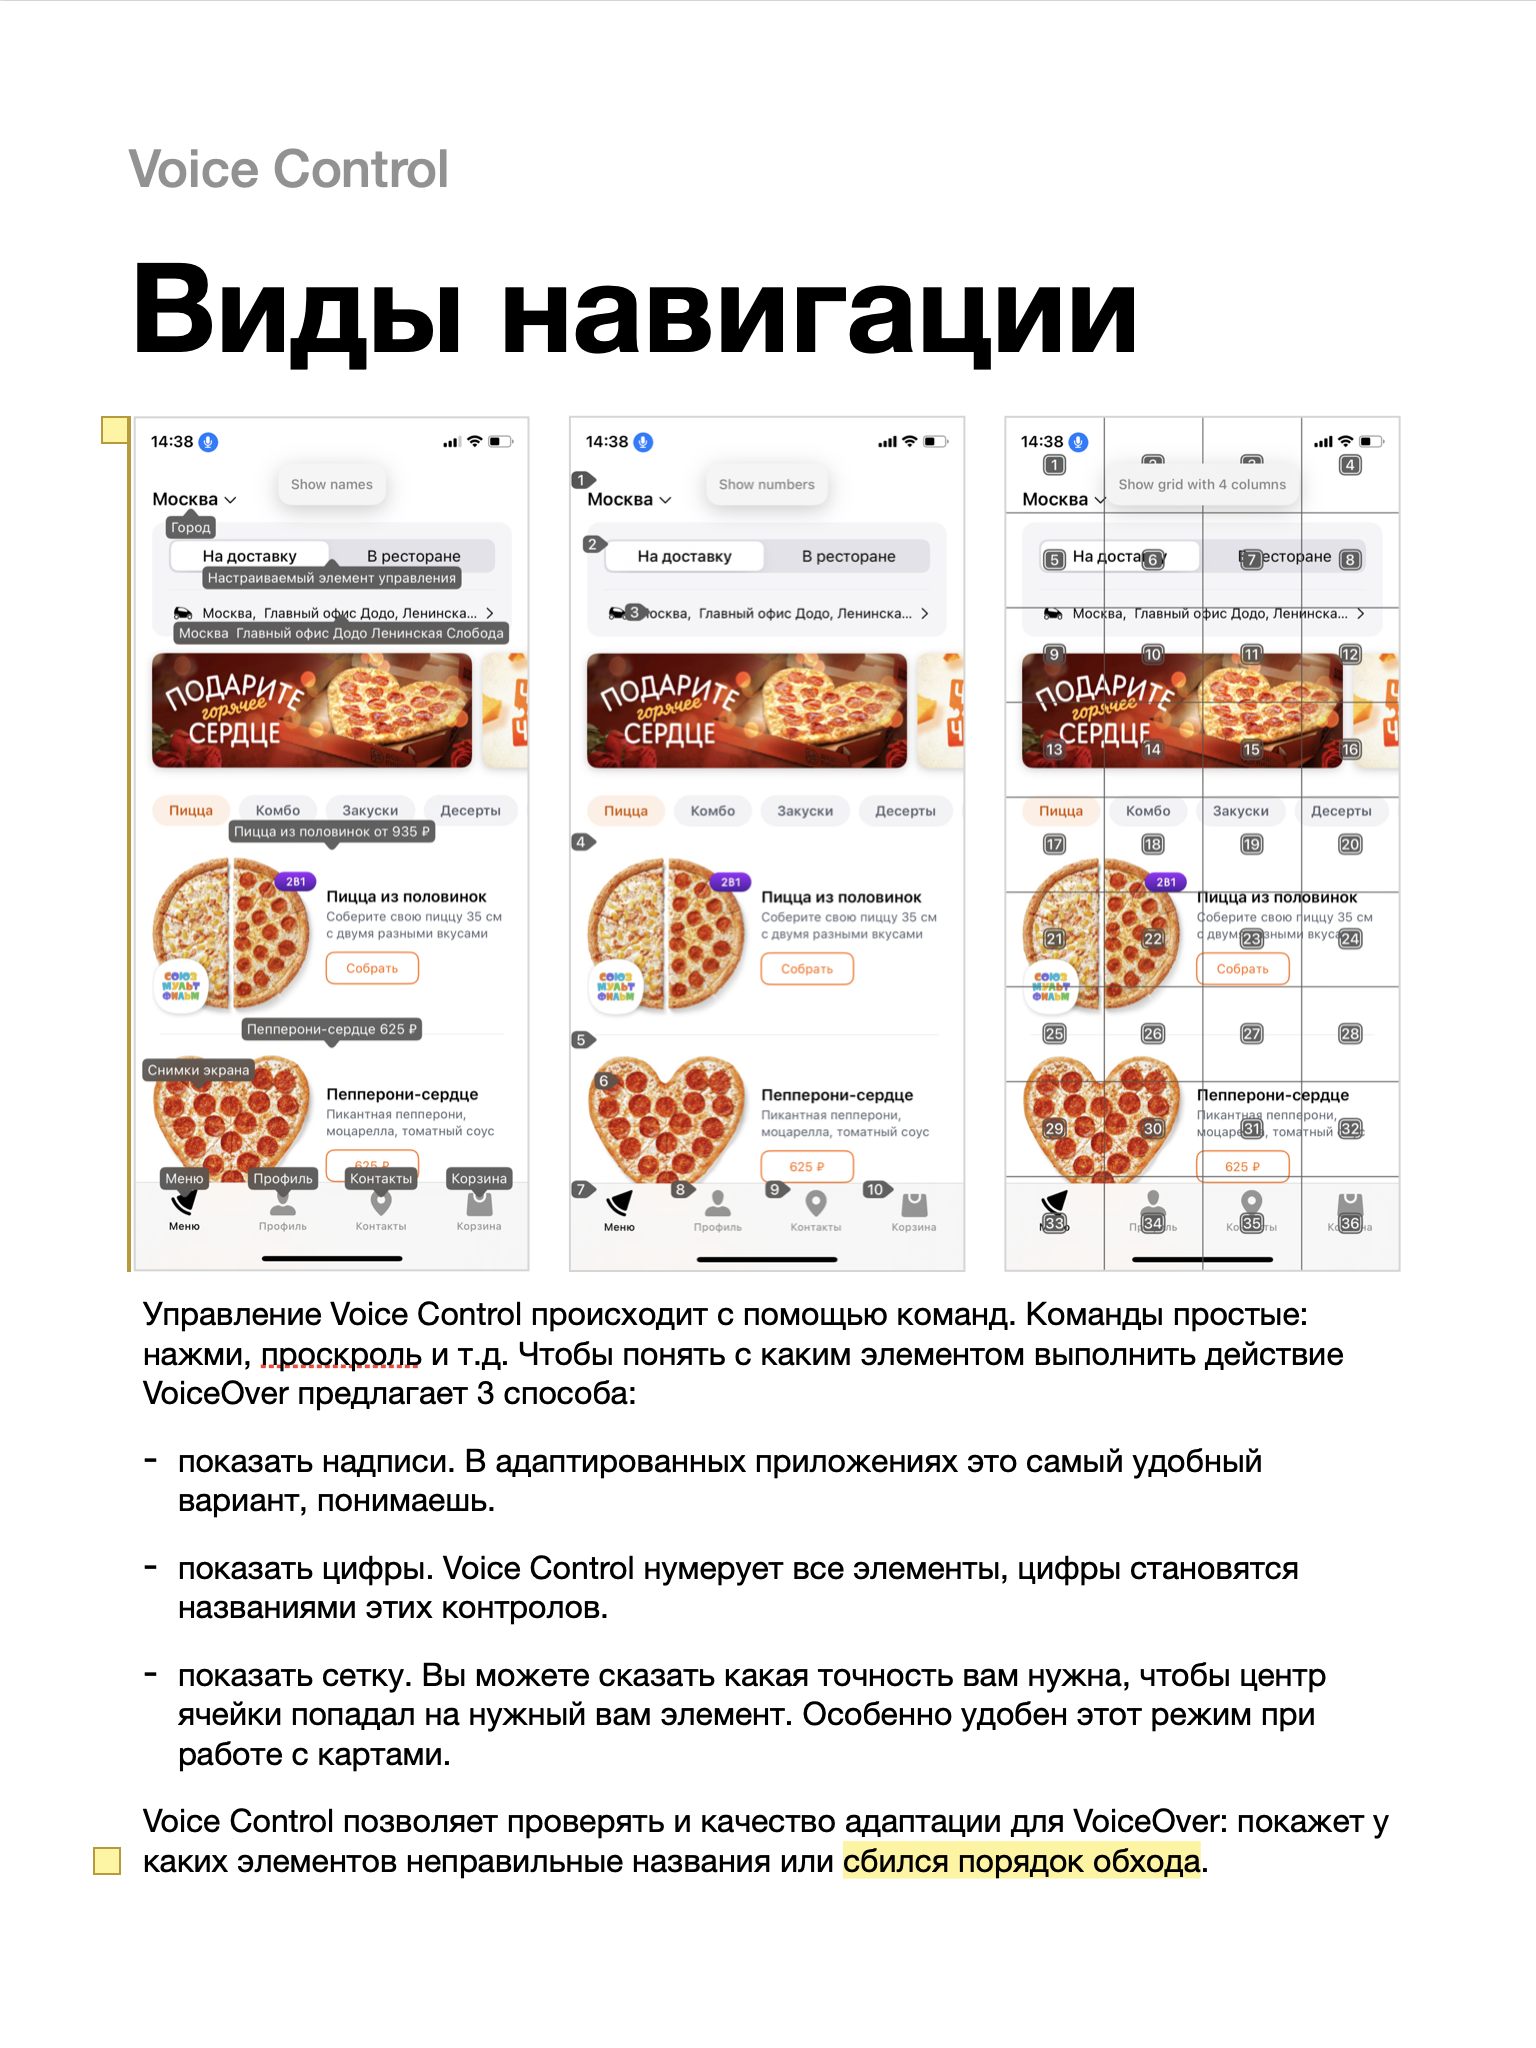 Voice Control
Виды навигации
14:38
Show names
Москва
Город
На доставку
В ресторане
Настраиваемый элемент управления
Москва, Главный офис Додо, Ленинска...
Москва Главный офис Додо Ленинская Слобода
ПОДАРИТЕ
горячее
СЕРДЦЕ
Пицца
Комбо
Закуски
Десерты
Пицца из половинок от 935 ₽
2В1
Пицца из половинок
Соберите свою пиццу 35 см
с двумя разными вкусами
Собрать
СОЮЗ
МУЛЬТ
ФИЛЬМ
Пепперони-сердце 625 ₽
Снимки экрана
Пепперони-сердце
Пикантная пепперони,
моцарелла, томатный соус
625 ₽
Меню
Профиль
Контакты
Корзина
Меню
Профиль
Контакты
Корзина
14:38
Show numbers
1
Москва
2
На доставку
В ресторане
3
Главный офис Додо, Ленинска...
ПОДАРИТЕ
горячее
СЕРДЦЕ
Пицца
Комбо
Закуски
Десерты
4
2В1
Пицца из половинок
Соберите свою пиццу 35 см
с двумя разными вкусами
Собрать
СОЮЗ
МУЛЬТ
ФИЛЬМ
5
6
Пепперони-сердце
Пикантная пепперони,
моцарелла, томатный соус
625 ₽
7
8
9
10
Меню
Профиль
Контакты
Корзина
14:38
1
4
Show grid with 4 columns
Москва
5
6
7
8
Москва, Главный офис Додо, Ленинска...
9
10
11
12
ПОДАРИТЕ
горячее
СЕРДЦЕ
13
14
15
16
Пицца
Комбо
Закуски
Десерты
17
18
19
20
2В1
Пицца из половинок
Соберите свою пиццу 35 см
21
22
23
24
Собрать
СОЮЗ
МУЛЬТ
ФИЛЬМ
25
26
27
28
Пепперони-сердце
Пикантная пепперони,
29
30
31
32
625 ₽
33
34
35
36
Управление Voice Control происходит с помощью команд. Команды простые:
нажми, проскроль и т.д. Чтобы понять с каким элементом выполнить действие
VoiceOver предлагает 3 способа:
- показать надписи. В адаптированных приложениях это самый удобный
вариант, понимаешь.
- показать цифры. Voice Control нумерует все элементы, цифры становятся
названиями этих контролов.
- показать сетку. Вы можете сказать какая точность вам нужна, чтобы центр
ячейки попадал на нужный вам элемент. Особенно удобен этот режим при
работе с картами.
Voice Control позволяет проверять и качество адаптации для VoiceOver: покажет у
каких элементов неправильные названия или сбился порядок обхода.